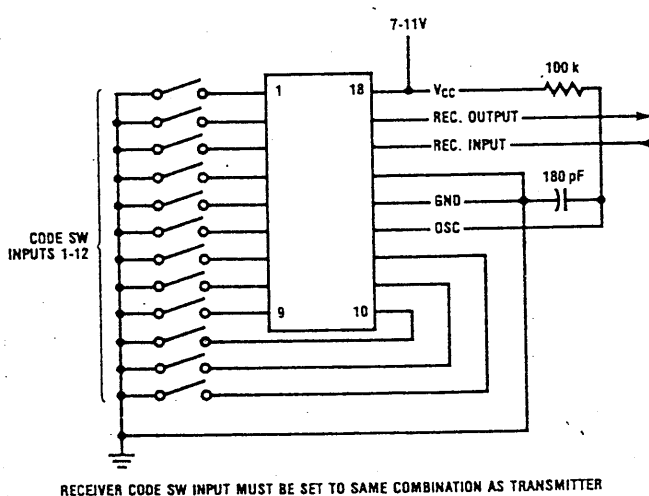 7-11V
1
18
VCC
100 k
REC. OUTPUT
REC. INPUT
180 pF
GND
OSC
CODE SW
INPUTS 1-12
9
10
RECEIVER CODE SW INPUT MUST BE SET TO SAME COMBINATION AS TRANSMITTER